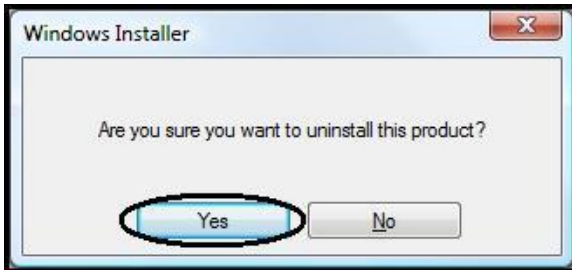 Windows Installer
Are you sure you want to uninstall this product?
Yes
No